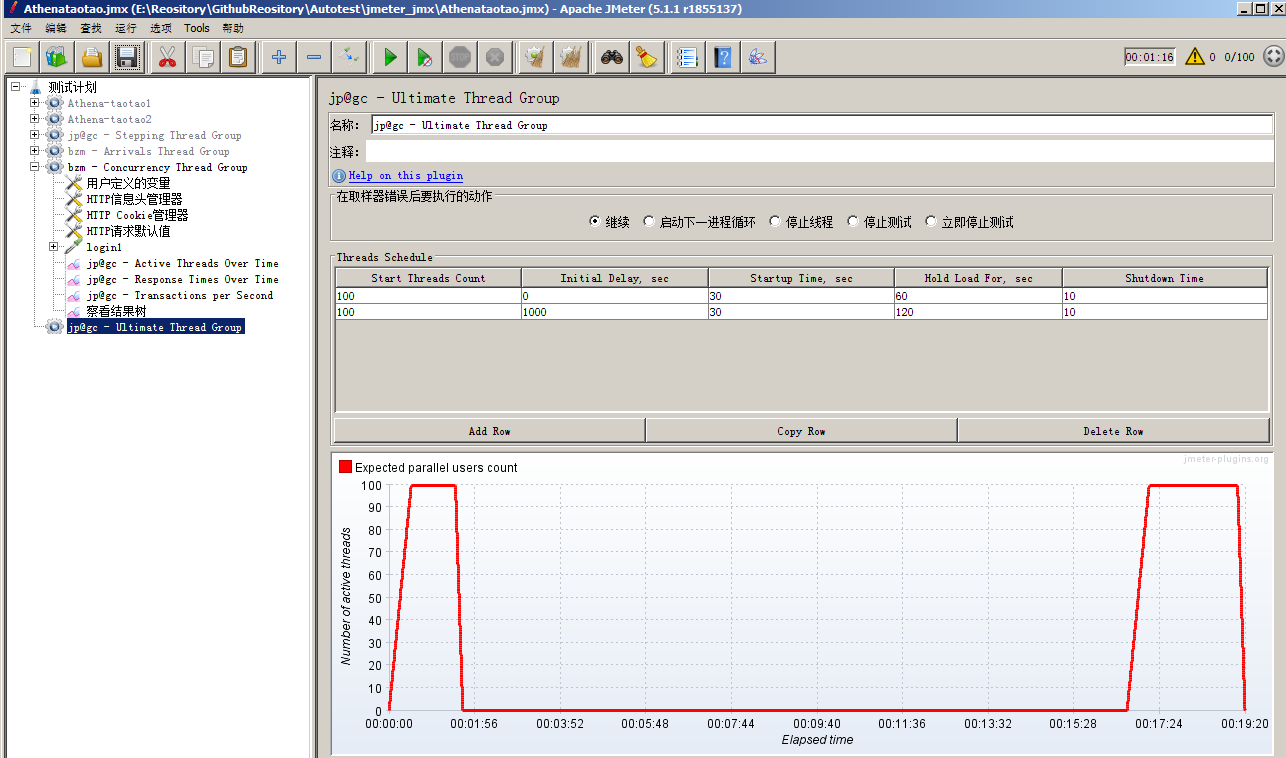 Athenataotao.jmx (E:\Reository\GithubReository\Autotest\jmeter_jmx\Athenataotao.jmx) - Apache JMeter (5.1.1 r1855137)
文件 编辑 查找 运行 选项 Tools 帮助
STOP
00:01:16 0 0/100
测试计划
Athena-taotao1
Athena-taotao2
jp@gc - Stepping Thread Group
bzm - Arrivals Thread Group
bzm - Concurrency Thread Group
用户定义的变量
HTTP信息头管理器
HTTP Cookie管理器
HTTP请求默认值
login1
jp@gc - Active Threads Over Time
jp@gc - Response Times Over Time
jp@gc - Transactions per Second
察看结果树
jp@gc - Ultimate Thread Group
jp@gc - Ultimate Thread Group
名称： jp@gc - Ultimate Thread Group
注释：
Help on this plugin
在取样器错误后要执行的动作
继续 启动下一进程循环 停止线程 停止测试 立即停止测试
Threads Schedule
Start Threads Count Initial Delay, sec Startup Time, sec Hold Load For, sec Shutdown Time
100 0 30 60 10
100 1000 30 120 10
Add Row Copy Row Delete Row
jmeter-plugins.org
Expected parallel users count
100
90
80
70
60
50
40
30
20
10
0
Number of active threads
00:00:00 00:01:56 00:03:52 00:05:48 00:07:44 00:09:40 00:11:36 00:13:32 00:15:28 00:17:24 00:19:20
Elapsed time